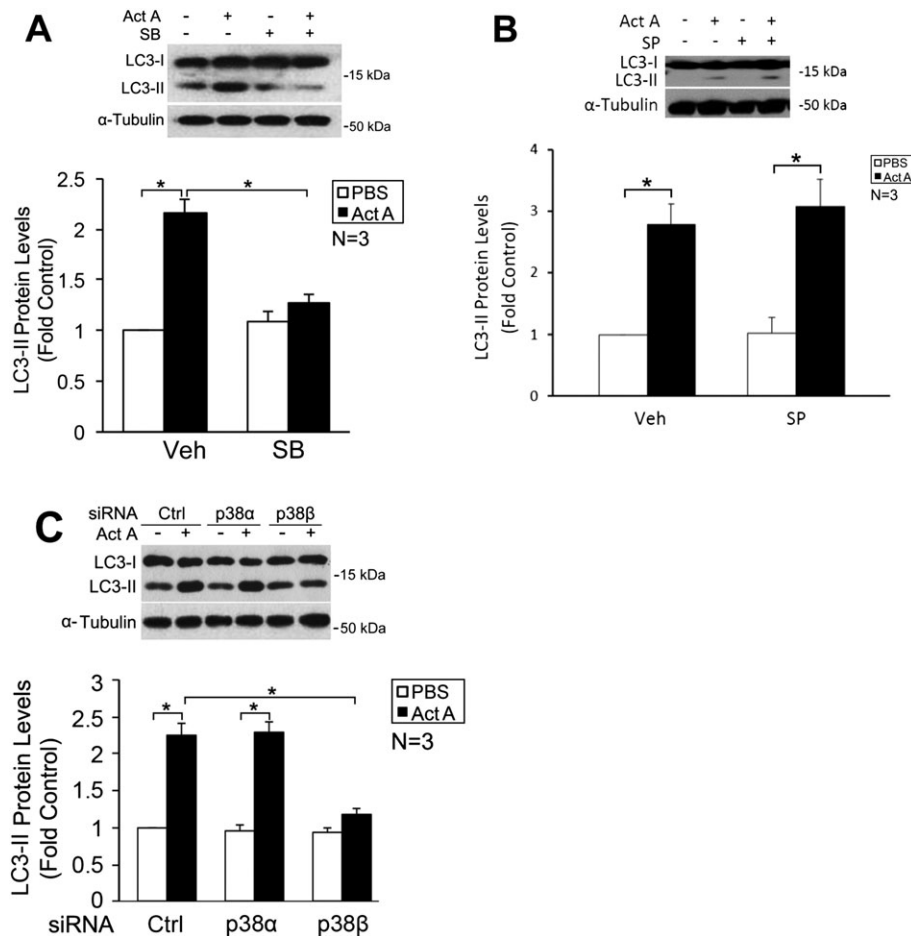 A
Act A - + - +
SB - - + +
LC3-I
LC3-II
-15 kDa
α-Tubulin
-50 kDa
LC3-II Protein Levels
(Fold Control)
2.5
2
1.5
1
0.5
0
* *
PBS
Act A
N=3
Veh SB
B
Act A - + - +
SP - - + +
LC3-I
LC3-II
-15 kDa
α-Tubulin
-50 kDa
LC3-II Protein Levels
(Fold Control)
4
3
2
1
0
* *
PBS
Act A
N=3
Veh SP
C
siRNA Ctrl p38α p38β
Act A - + - + - +
LC3-I
LC3-II
-15 kDa
α- Tubulin
-50 kDa
LC3-II Protein Levels
(Fold Control)
3
2.5
2
1.5
1
0.5
0
* * *
PBS
Act A
N=3
siRNA Ctrl p38α p38β